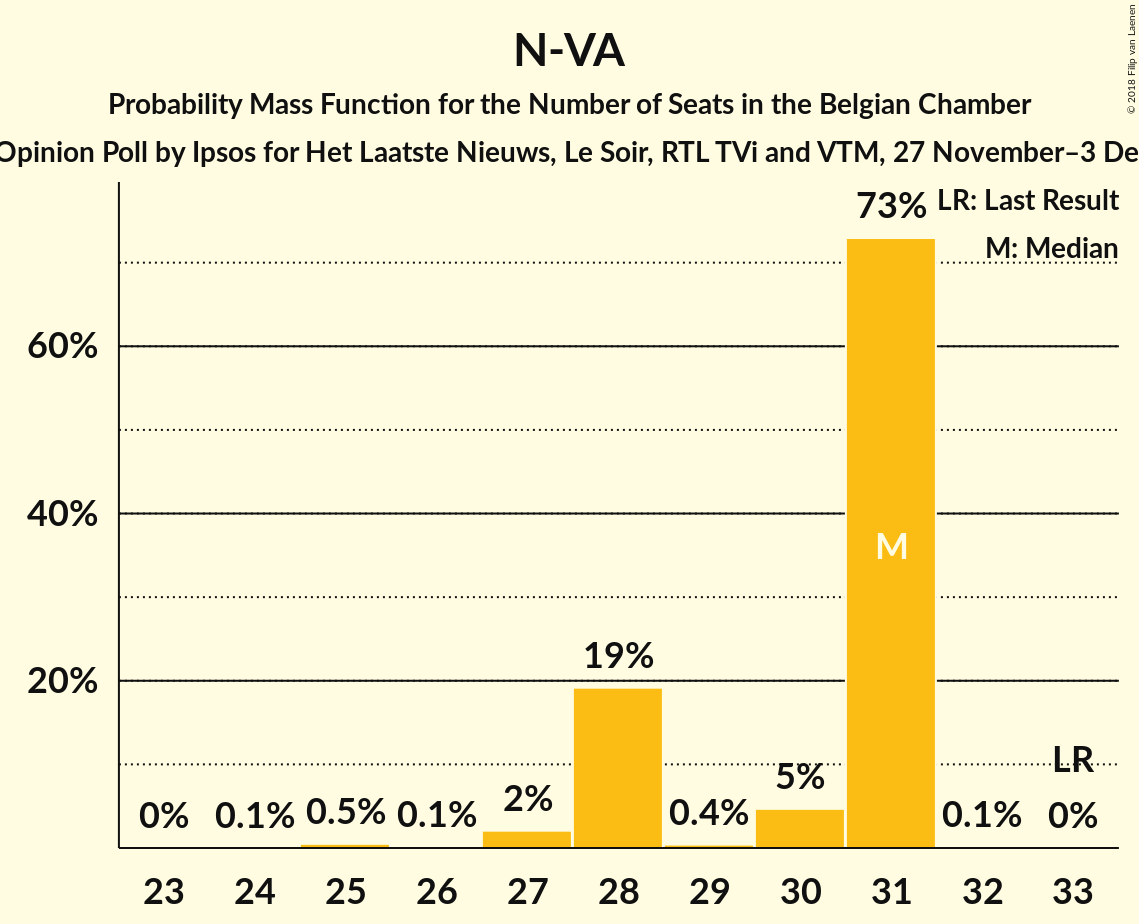 N-VA
Probability Mass Function for the Number of Seats in the Belgian Chamber
Opinion Poll by Ipsos for Het Laatste Nieuws, Le Soir, RTL TVi and VTM, 27 November–3 De
© 2018 Filip van Laenen
LR: Last Result
M: Median
60%
40%
20%
0%
0.1%
0.5%
0.1%
2%
19%
0.4%
5%
73%
M
0.1%
LR
0%
23 24 25 26 27 28 29 30 31 32 33